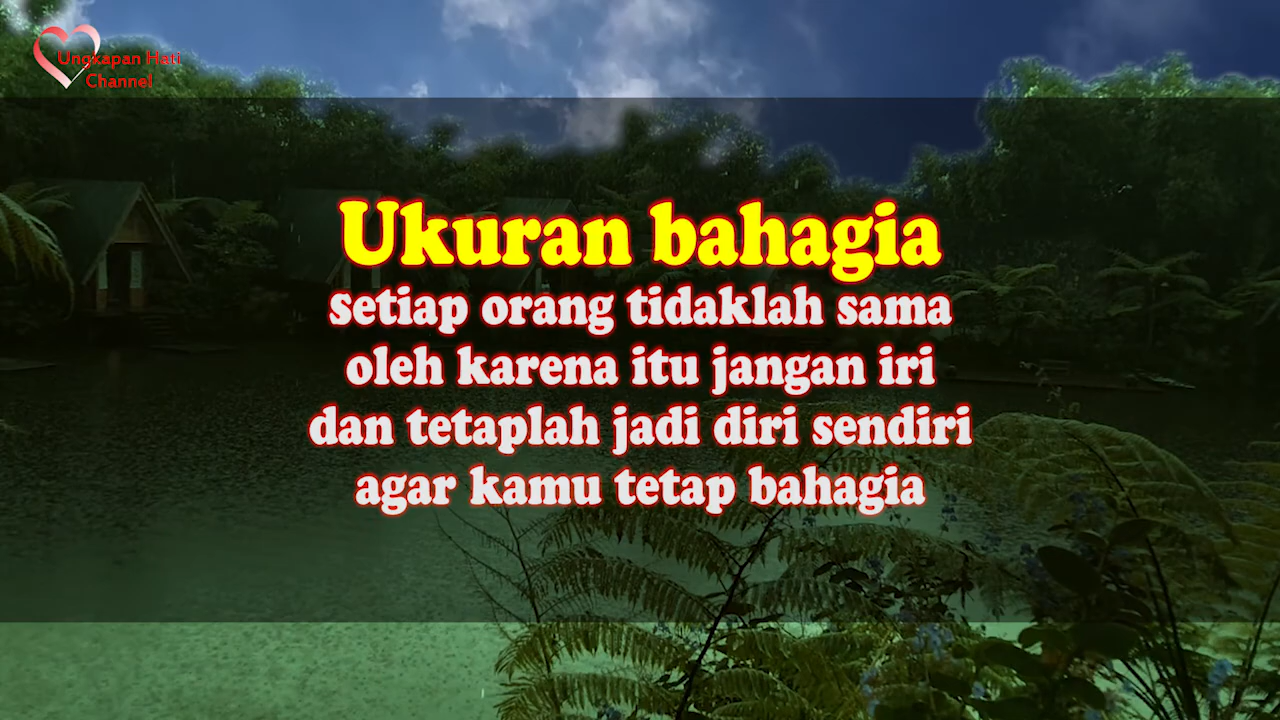 Ungkapan Hati
Channel
Ukuran bahagia
setiap orang tidaklah sama
oleh karena itu jangan iri
dan tetaplah jadi diri sendiri
agar kamu tetap bahagia